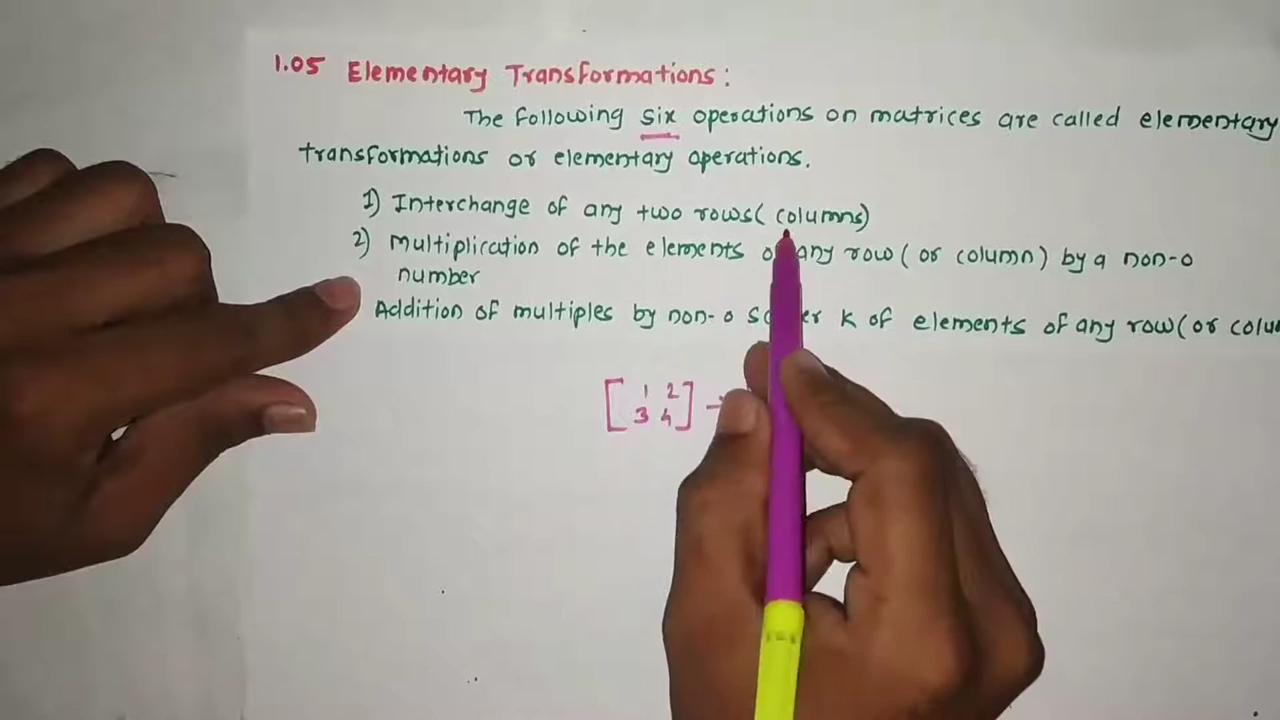 1.05 Elementary Transformations:
The following six operations on matrices are called elementary
transformations or elementary operations.
1) Interchange of any two rows( columns)
2) Multiplication of the elements any row ( or column ) by a non-0
number
Addition of multiples by non-0 K of elements of any row(or
[ 1 2
3 4 ] →